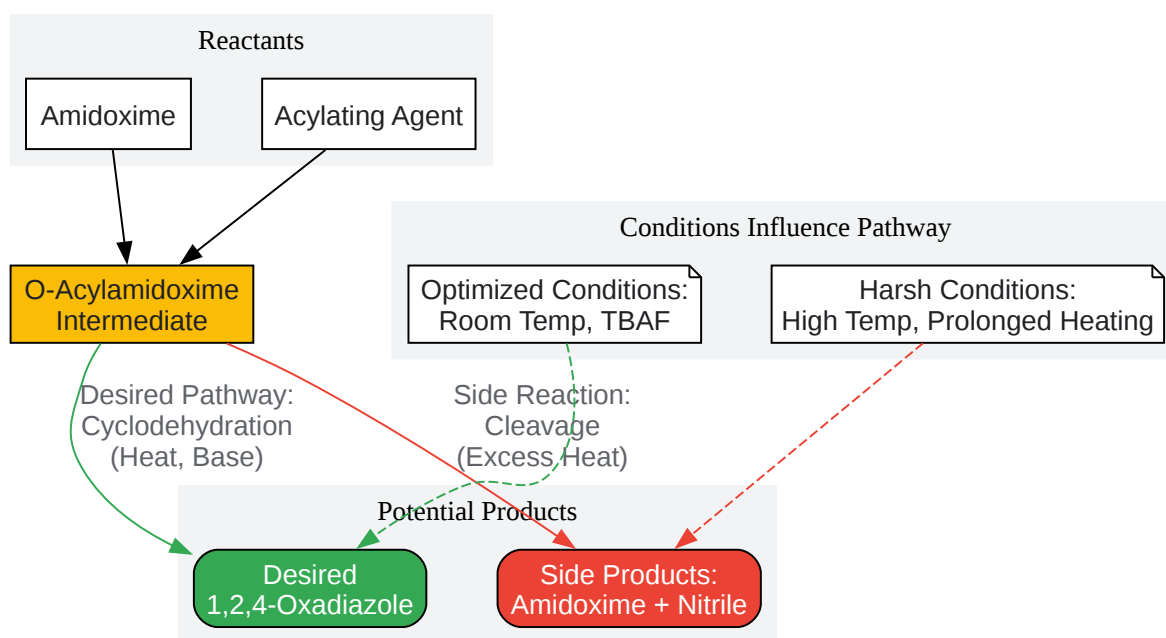 Reactants
Amidoxime
Acylating Agent
Conditions Influence Pathway
O-Acylamidoxime
Intermediate
Optimized Conditions:
Room Temp, TBAF
Harsh Conditions:
High Temp, Prolonged Heating
Desired Pathway:
Cyclodehydration
(Heat, Base)
Side Reaction:
Cleavage
(Excess Heat)
Potential Products
Desired
1,2,4-Oxadiazole
Side Products:
Amidoxime + Nitrile